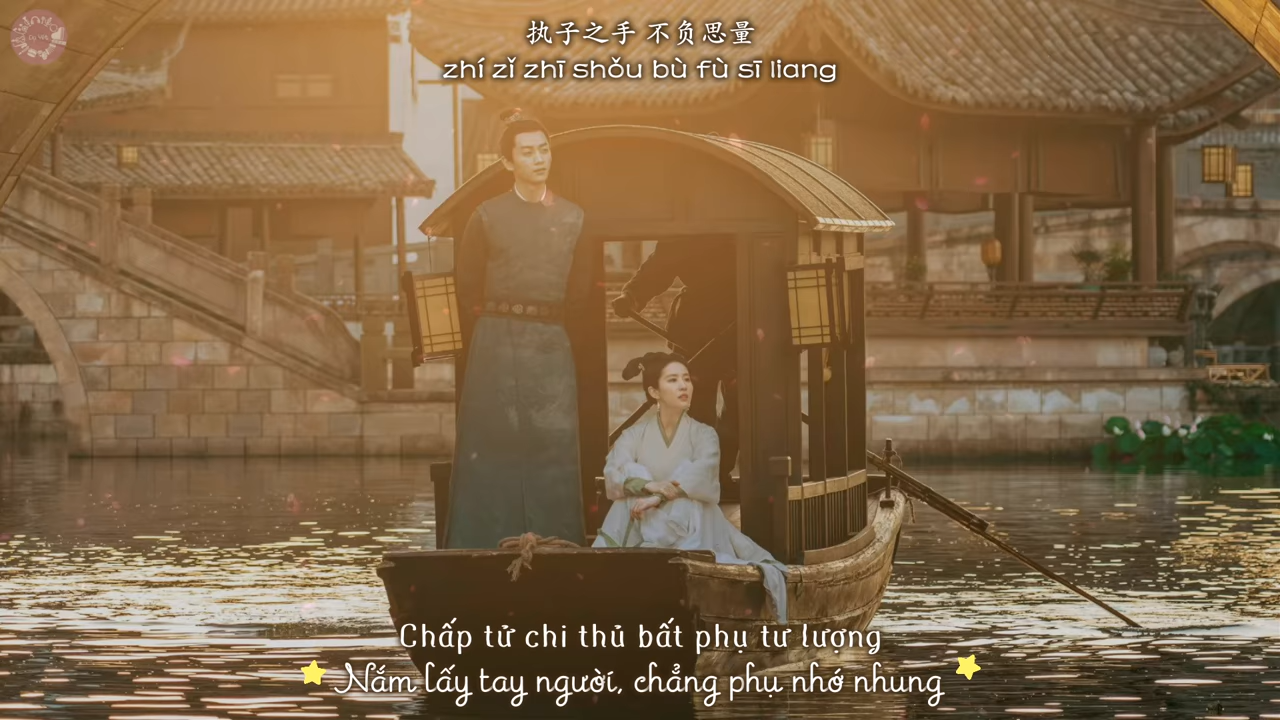 执子之手 不负思量
zhí zǐ zhī shǒu bù fù sī liang
Chấp tử chi thủ bất phụ tư lượng
Nắm lấy tay người, chẳng phụ nhớ nhung